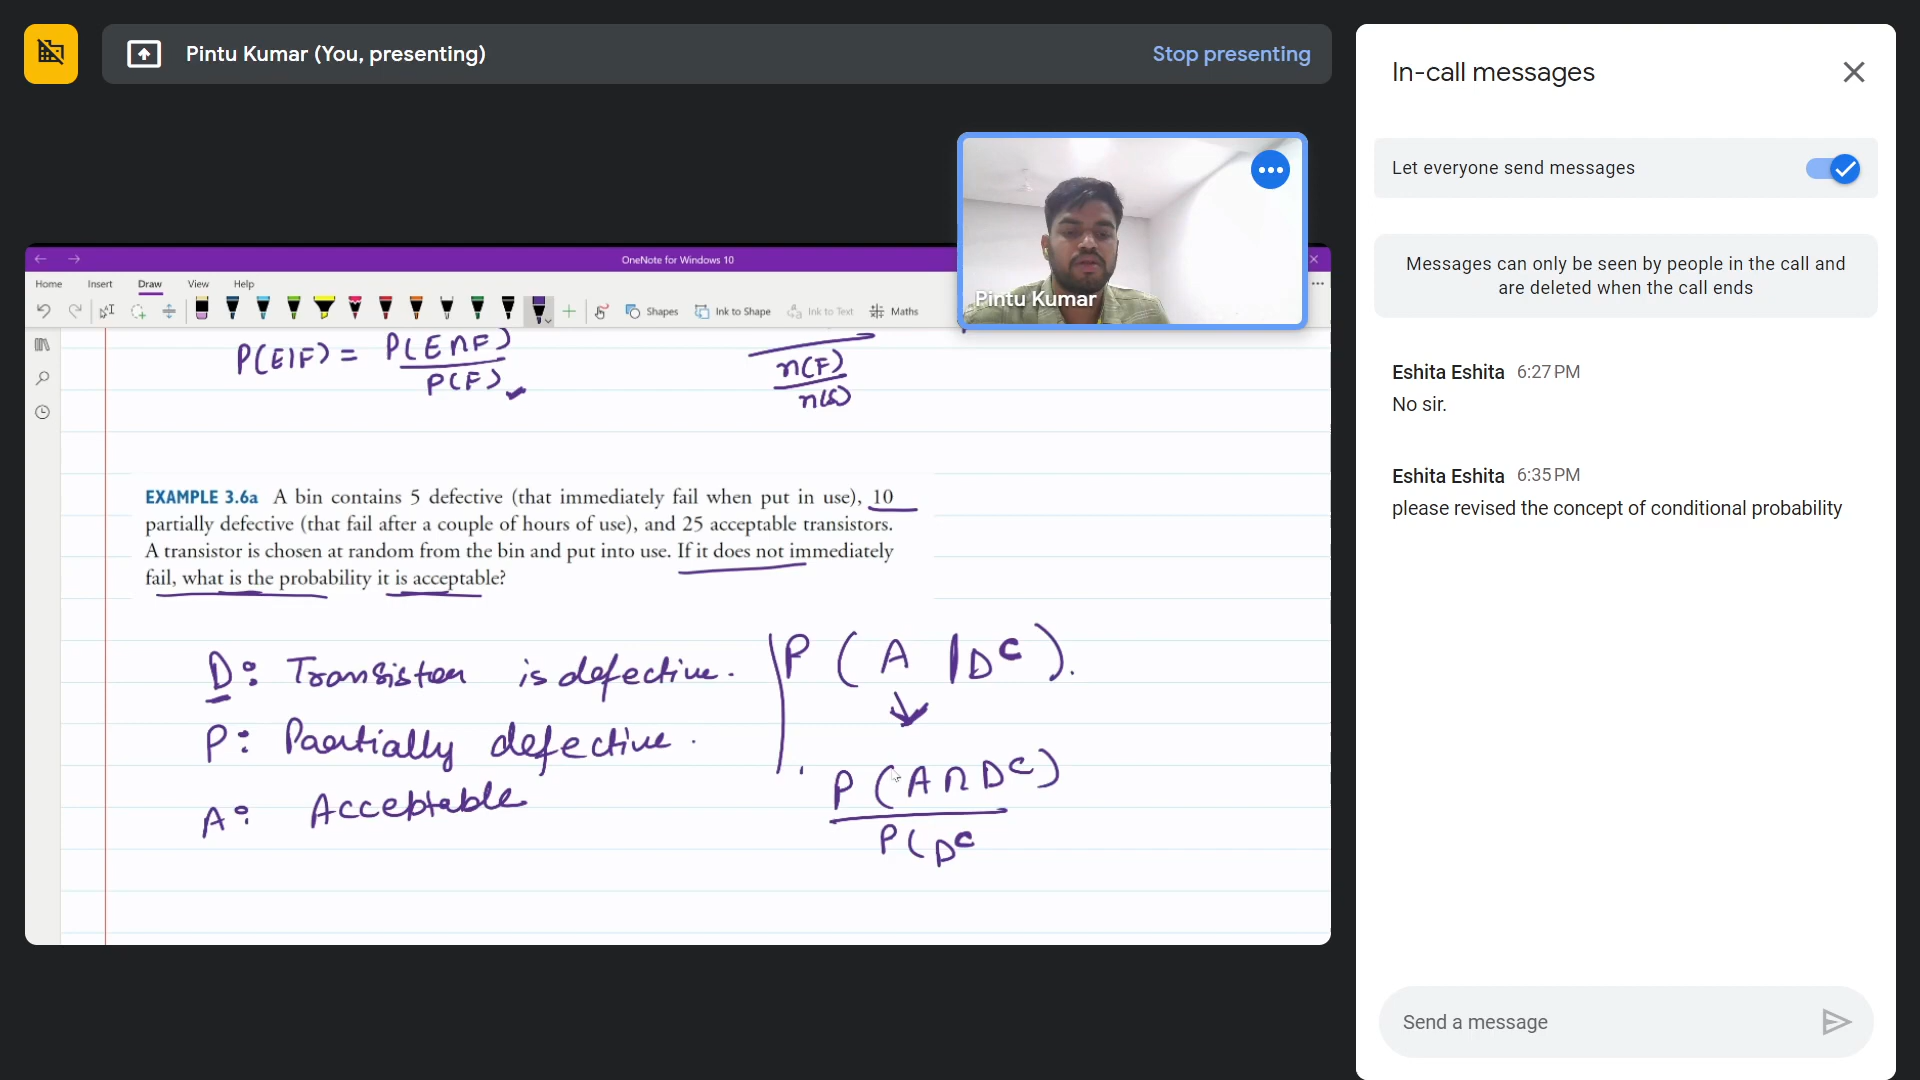 Pintu Kumar (You, presenting)
Stop presenting
In-call messages
Let everyone send messages
Messages can only be seen by people in the call and
are deleted when the call ends
Eshita Eshita 6:27 PM
No sir.
Eshita Eshita 6:35 PM
please revised the concept of conditional probability
Send a message
Pintu Kumar
OneNote for Windows 10
Home Insert Draw View Help
Shapes Ink to Shape Ink to Text Maths
P(E|F) = P(E∩F)
P(F)
n(F)
n(S)
EXAMPLE 3.6a A bin contains 5 defective (that immediately fail when put in use), 10
partially defective (that fail after a couple of hours of use), and 25 acceptable transistors.
A transistor is chosen at random from the bin and put into use. If it does not immediately
fail, what is the probability it is acceptable?
D: Transistor is defective.
P: Partially defective.
A: Acceptable
P(A|Dᶜ).
P(A∩Dᶜ)
P(Dᶜ